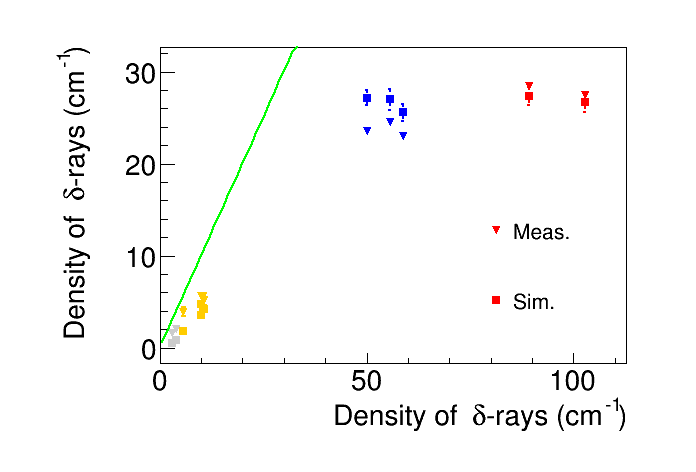 Density of δ-rays (cm⁻¹)
30
20
10
0
Meas.
Sim.
0 50 100
Density of δ-rays (cm⁻¹)